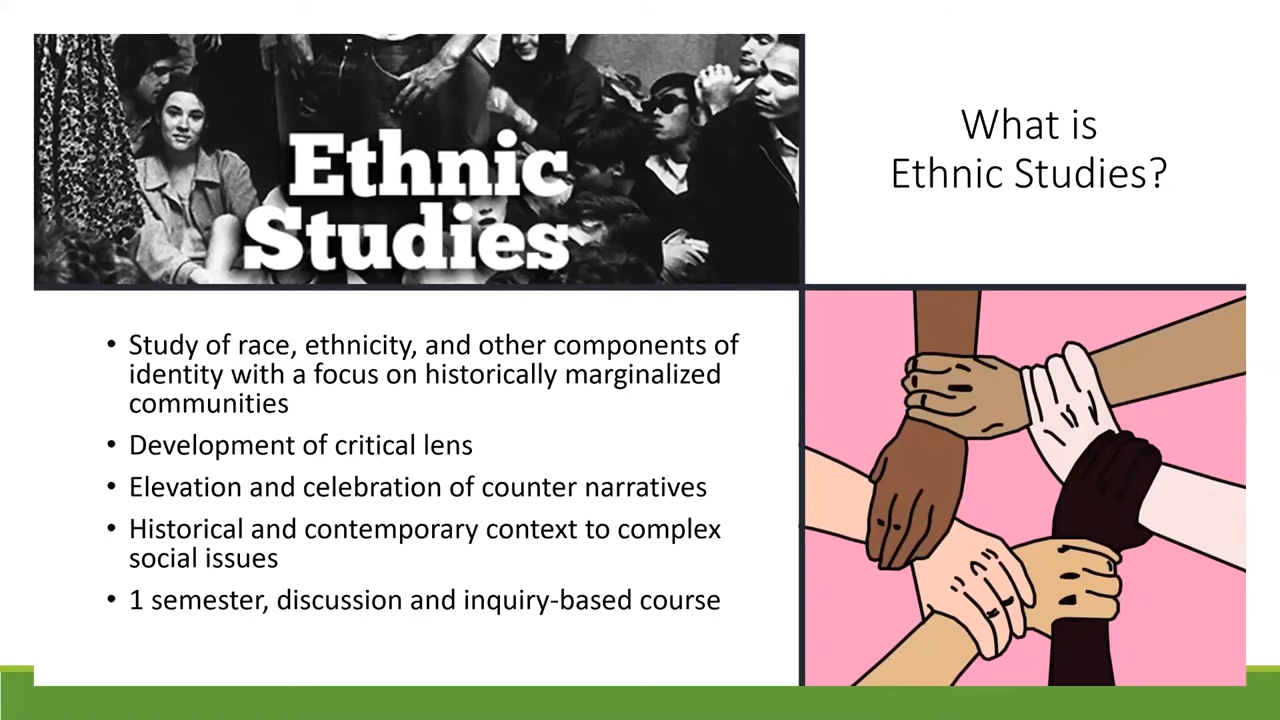 Ethnic
Studies
What is
Ethnic Studies?
• Study of race, ethnicity, and other components of
identity with a focus on historically marginalized
communities
• Development of critical lens
• Elevation and celebration of counter narratives
• Historical and contemporary context to complex
social issues
• 1 semester, discussion and inquiry-based course